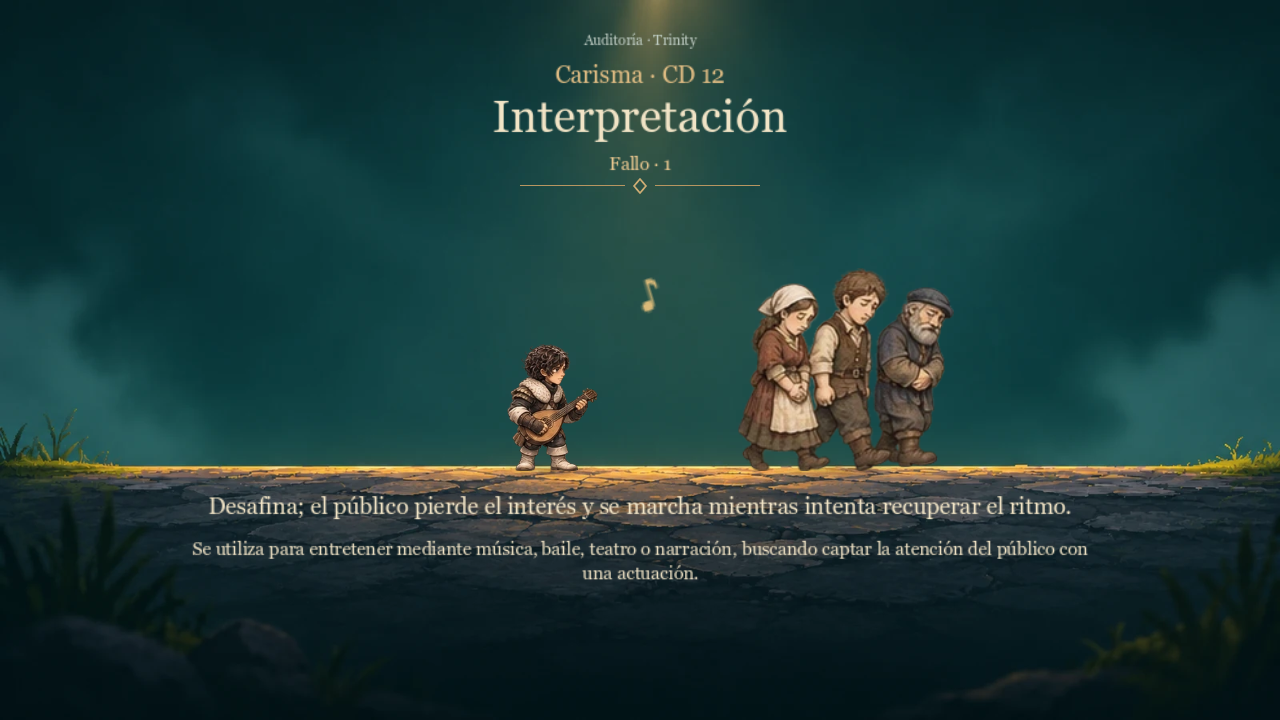 Auditoría · Trinity
Carisma · CD 12
Interpretación
Fallo · 1
Desafina; el público pierde el interés y se marcha mientras intenta recuperar el ritmo.
Se utiliza para entretener mediante música, baile, teatro o narración, buscando captar la atención del público con
una actuación.